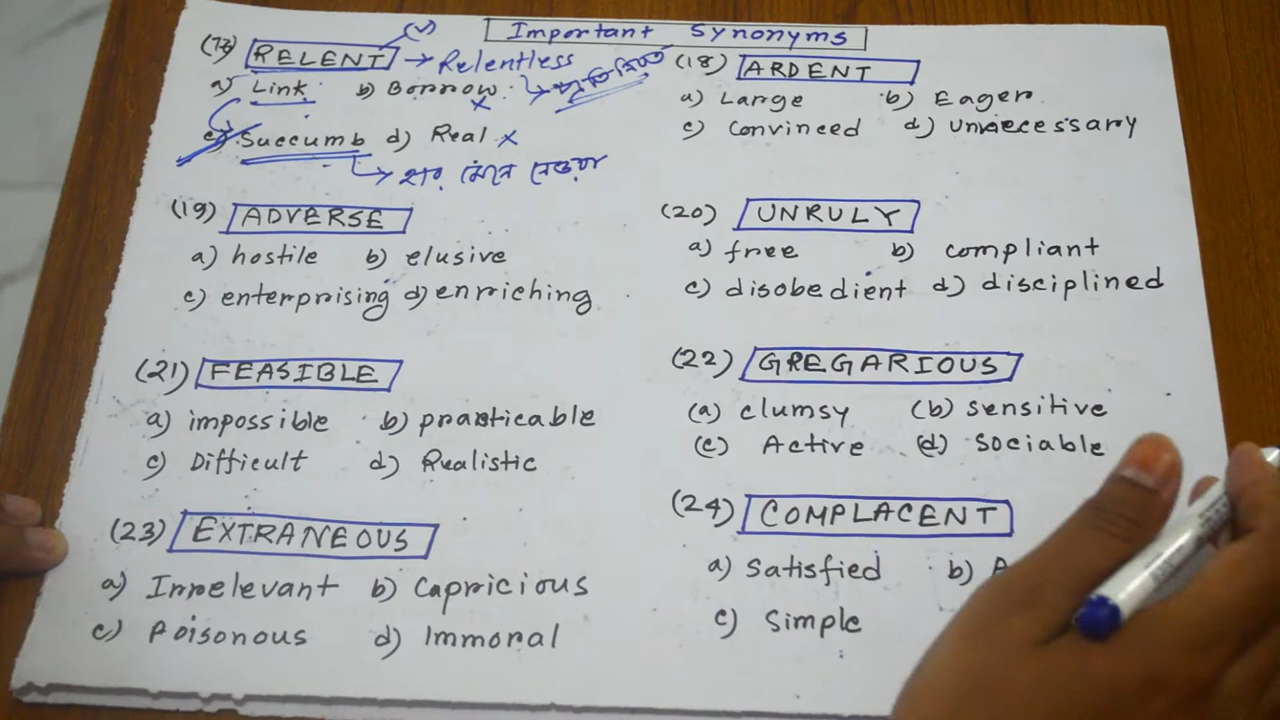 Important Synonyms
(17) RELENT (v) → Relentless
a) Link b) Borrow x
c) Succumb d) Real x
→ হার মেনে নেওয়া
(18) ARDENT
a) Large b) Eager
c) Convinced d) Unnecessary
(19) ADVERSE
a) hostile b) elusive
c) enterprising d) enriching
(20) UNRULY
a) free b) compliant
c) disobedient d) disciplined
(21) FEASIBLE
a) impossible b) practicable
c) Difficult d) Realistic
(22) GREGARIOUS
(a) clumsy (b) sensitive
(c) Active (d) Sociable
(23) EXTRANEOUS
a) Irrelevant b) Capricious
c) Poisonous d) Immoral
(24) COMPLACENT
a) Satisfied b)
c) Simple